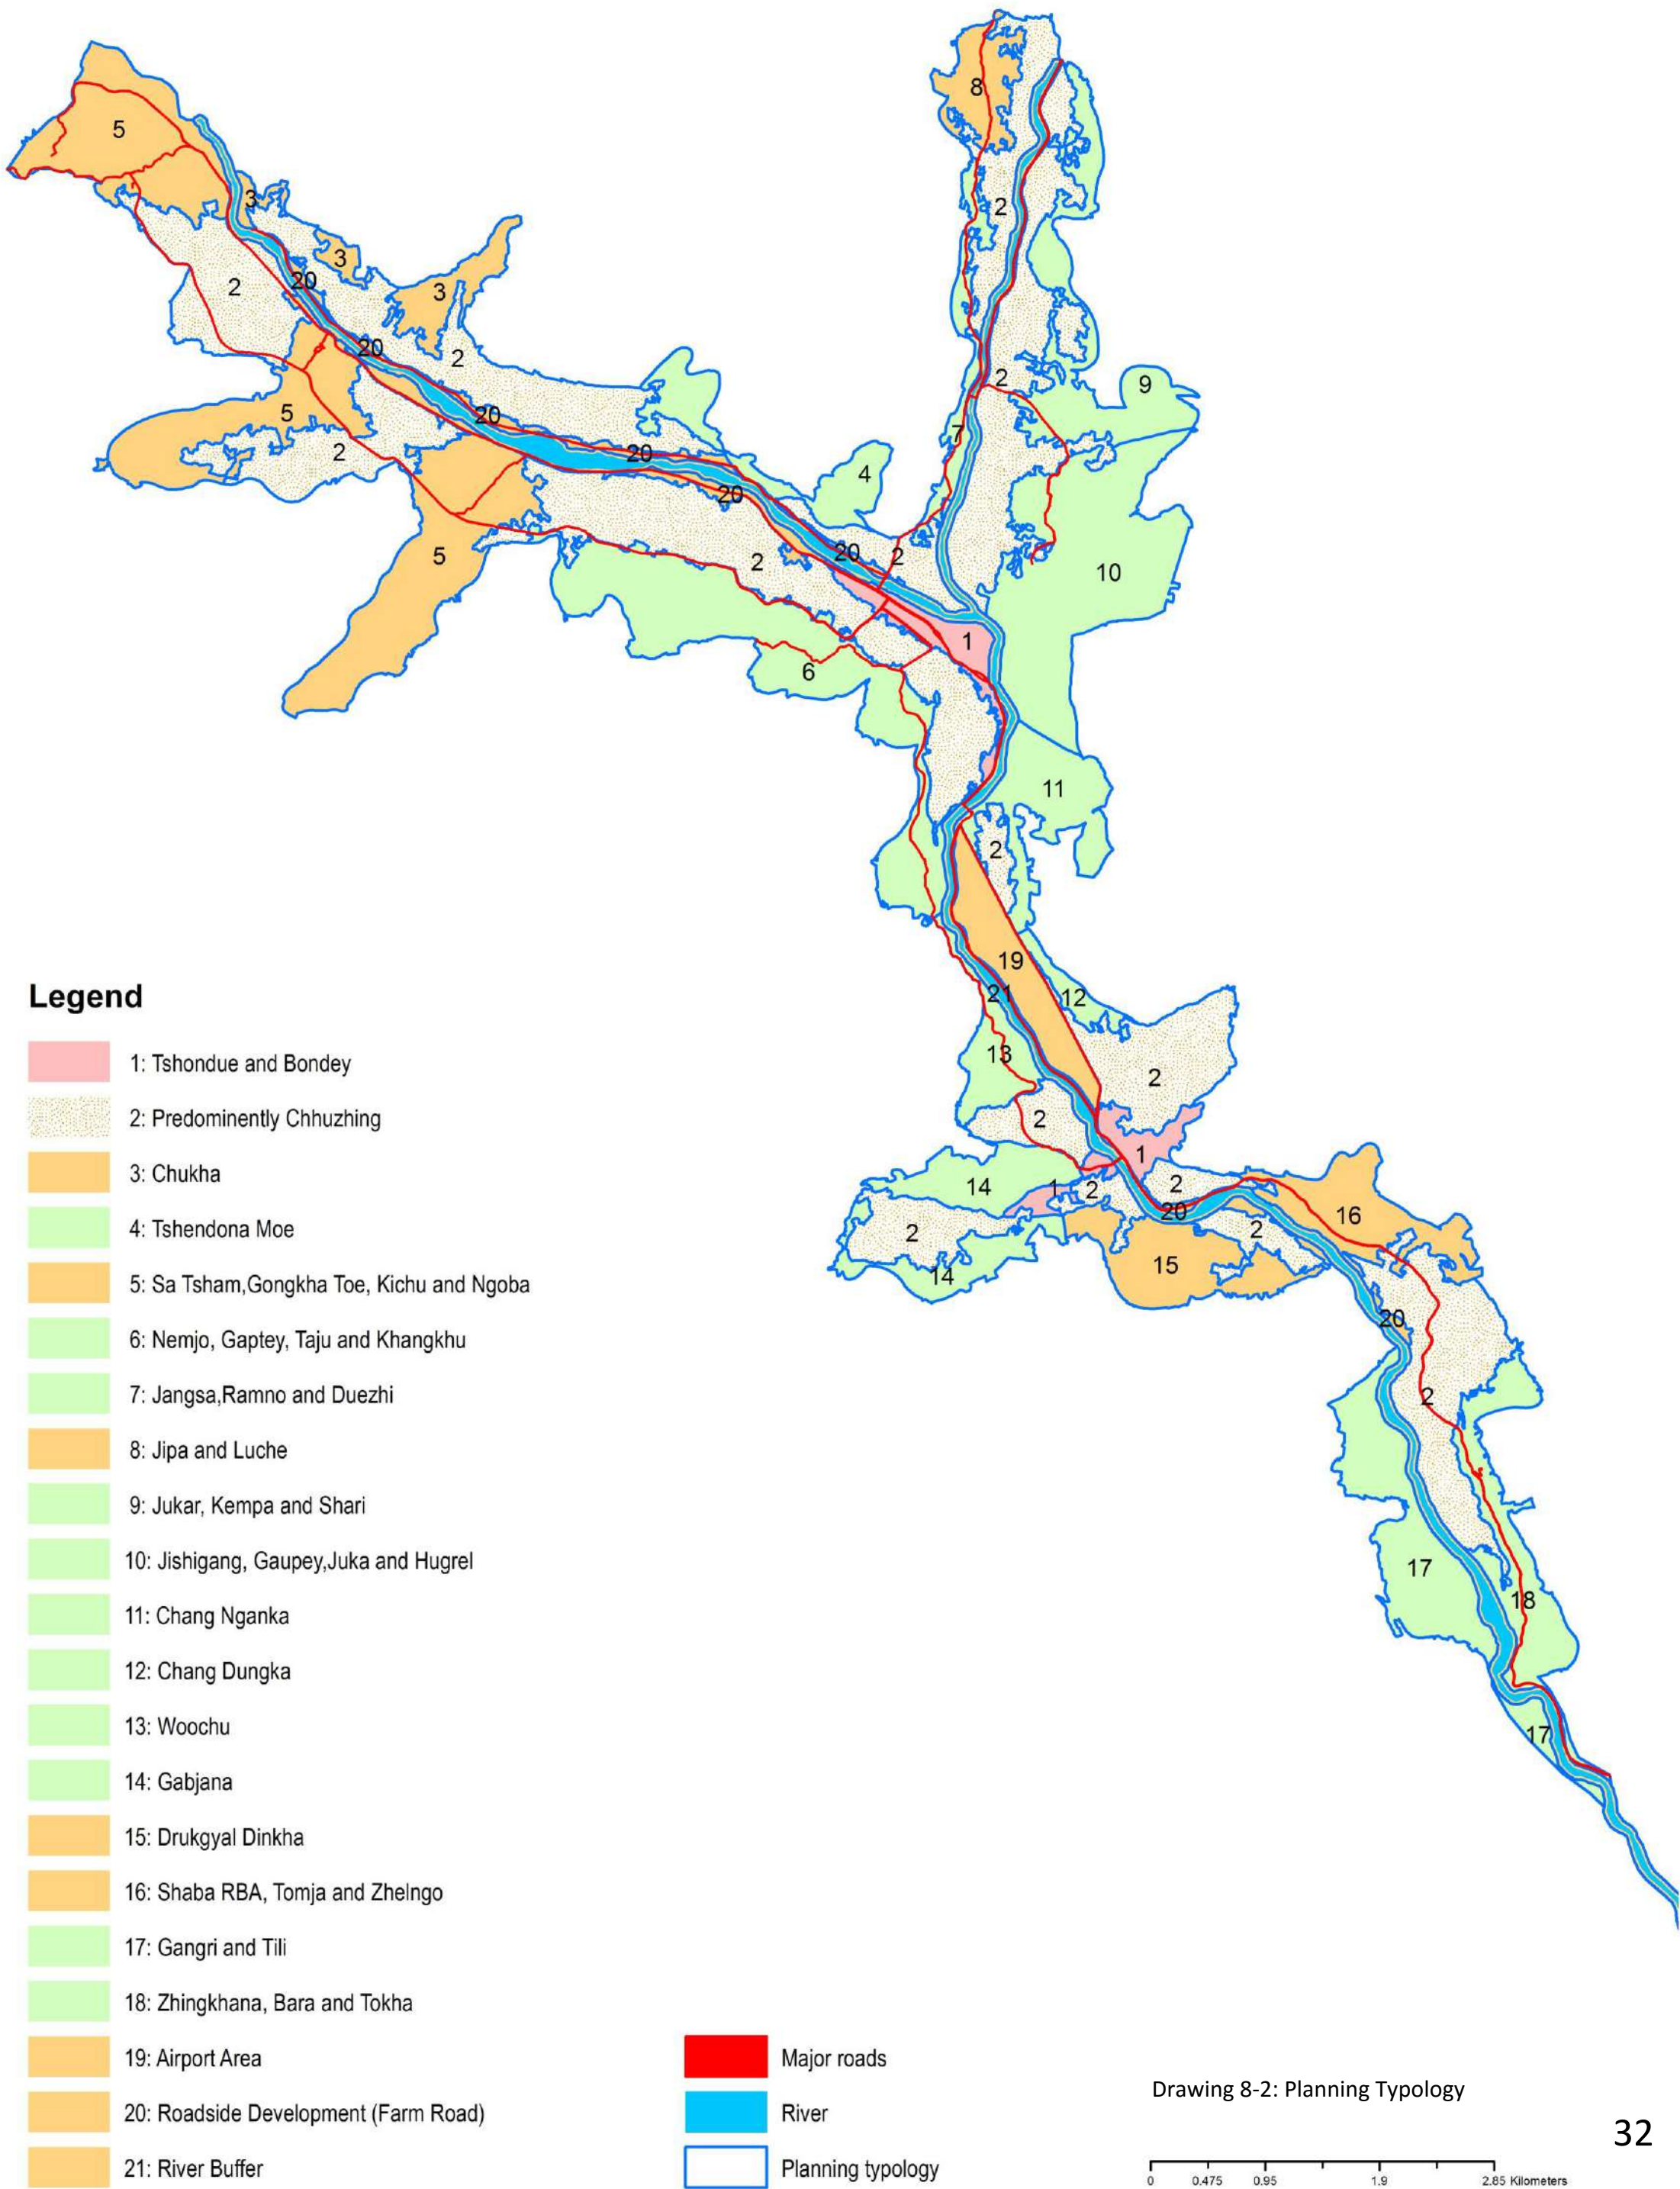 8
5
2
3
3
20
2
3
20
2
2
9
5
20
7
2
20
4
20
5
2
20
2
10
1
6
11
2
19
21
12
13
2
2
1
14
1
2
2
20
16
2
2
15
14
20
2
17
18
17
Legend
1: Tshondue and Bondey
2: Predominently Chhuzhing
3: Chukha
4: Tshendona Moe
5: Sa Tsham,Gongkha Toe, Kichu and Ngoba
6: Nemjo, Gaptey, Taju and Khangkhu
7: Jangsa,Ramno and Duezhi
8: Jipa and Luche
9: Jukar, Kempa and Shari
10: Jishigang, Gaupey,Juka and Hugrel
11: Chang Nganka
12: Chang Dungka
13: Woochu
14: Gabjana
15: Drukgyal Dinkha
16: Shaba RBA, Tomja and Zhelngo
17: Gangri and Tili
18: Zhingkhana, Bara and Tokha
19: Airport Area
20: Roadside Development (Farm Road)
21: River Buffer
Major roads
River
Planning typology
Drawing 8-2: Planning Typology
32
0 0.475 0.95 1.9 2.85 Kilometers